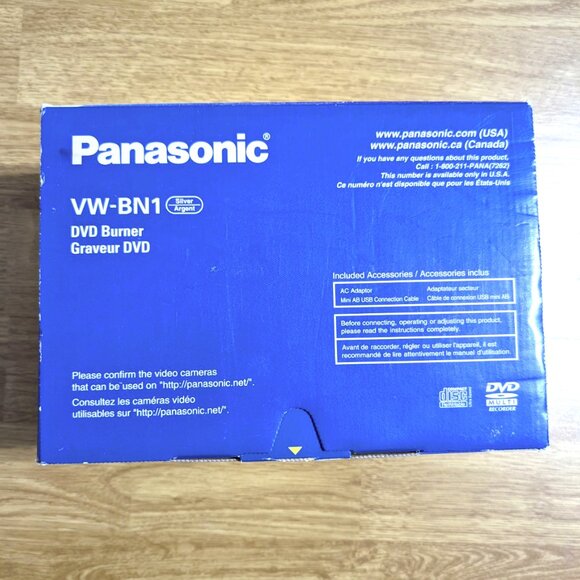 Panasonic®
VW-BN1 Silver Argent
DVD Burner
Graveur DVD
www.panasonic.com (USA)
www.panasonic.ca (Canada)
If you have any questions about this product,
Call : 1-800-211-PANA(7262)
This number is available only in U.S.A.
Ce numéro n'est disponible que pour les États-Unis
Included Accessories / Accessories inclus
AC Adaptor Adaptateur secteur
Mini AB USB Connection Cable Câble de connexion USB mini AB
Before connecting, operating or adjusting this product,
please read the instructions completely.
Avant de raccorder, régler ou utiliser l'appareil, il est
recommandé de lire attentivement le manuel d'utilisation.
Please confirm the video cameras
that can be used on "http://panasonic.net/".
Consultez les caméras vidéo
utilisables sur "http://panasonic.net/".
COMPACT
disc
ReWritable
DVD
MULTI
RECORDER